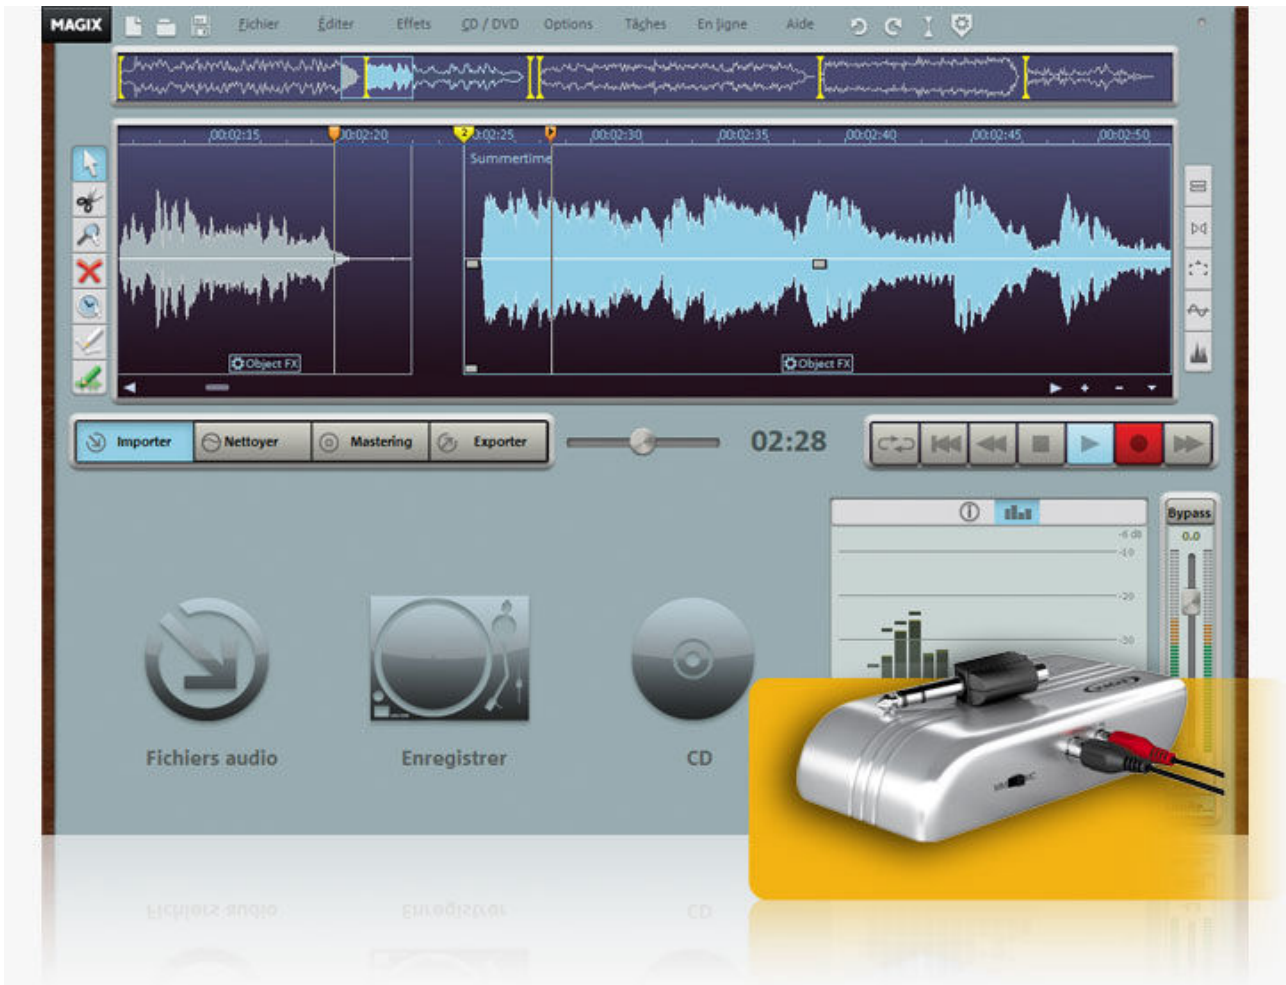 MAGIX Fichier Éditer Effets CD / DVD Options Tâches En ligne Aide
00:02:15 00:02:20 2 0:02:25 00:02:30 00:02:35 00:02:40 00:02:45 00:02:50
Summertime
Object FX Object FX
Importer Nettoyer Mastering Exporter 02:28
Bypass
-6 dB 0.0
-10
-20
-30
Fichiers audio Enregistrer CD